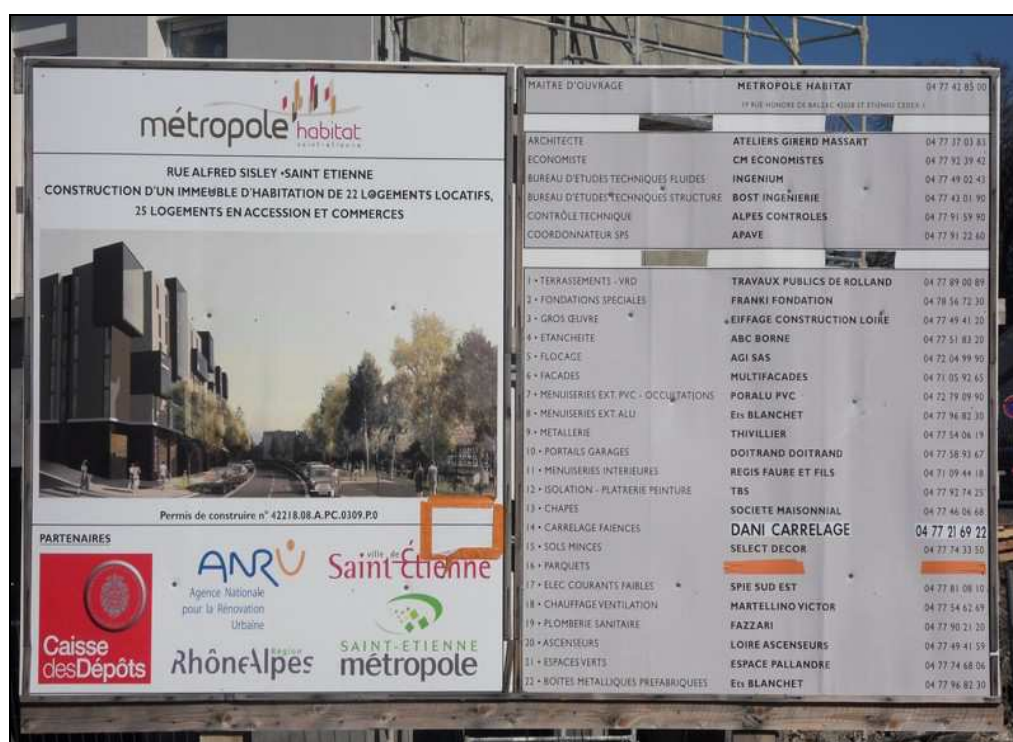 métropole habitat
saint-etienne
RUE ALFRED SISLEY • SAINT ETIENNE
CONSTRUCTION D'UN IMMEUBLE D'HABITATION DE 22 LOGEMENTS LOCATIFS,
25 LOGEMENTS EN ACCESSION ET COMMERCES
Permis de construire n° 42218.08.A.PC.0309.P.0
PARTENAIRES
Caisse
desDépôts
ANRU
Agence Nationale
pour la Rénovation
Urbaine
ville de
Saint-Étienne
Région
RhôneAlpes
SAINT-ETIENNE
métropole
MAITRE D'OUVRAGE METROPOLE HABITAT 04 77 42 85 00
19 RUE HONORE DE BALZAC 42028 ST ETIENNE CEDEX 1
ARCHITECTE ATELIERS GIRERD MASSART 04 77 37 03 83
ECONOMISTE CM ECONOMISTES 04 77 92 39 42
BUREAU D'ETUDES TECHNIQUES FLUIDES INGENIUM 04 77 49 02 43
BUREAU D'ETUDES TECHNIQUES STRUCTURE BOST INGENIERIE 04 77 43 01 90
CONTRÔLE TECHNIQUE ALPES CONTROLES 04 77 91 59 90
COORDONNATEUR SPS APAVE 04 77 91 22 60
1 • TERRASSEMENTS - VRD TRAVAUX PUBLICS DE ROLLAND 04 77 89 00 89
2 • FONDATIONS SPECIALES FRANKI FONDATION 04 78 56 72 30
3 • GROS ŒUVRE EIFFAGE CONSTRUCTION LOIRE 04 77 49 41 20
4 • ETANCHEITE ABC BORNE 04 77 51 83 20
5 • FLOCAGE AGI SAS 04 72 04 99 90
6 • FACADES MULTIFACADES 04 71 05 92 65
7 • MENUISERIES EXT PVC - OCCULTATIONS PORALU PVC 04 72 79 09 90
8 • MENUISERIES EXT ALU Ets BLANCHET 04 77 96 82 30
9 • METALLERIE THIVILLIER 04 77 54 06 19
10 • PORTAILS GARAGES DOITRAND DOITRAND 04 77 58 93 67
11 • MENUISERIES INTERIEURES REGIS FAURE ET FILS 04 71 09 44 18
12 • ISOLATION - PLATRERIE PEINTURE TBS 04 77 92 74 25
13 • CHAPES SOCIETE MAISONNIAL 04 77 46 06 68
14 • CARRELAGE FAIENCES DANI CARRELAGE 04 77 21 69 22
15 • SOLS MINCES SELECT DECOR 04 77 74 33 50
16 • PARQUETS
17 • ELEC COURANTS FAIBLES SPIE SUD EST 04 77 81 08 10
18 • CHAUFFAGE VENTILATION MARTELLINO VICTOR 04 77 54 62 69
19 • PLOMBERIE SANITAIRE FAZZARI 04 77 90 21 20
20 • ASCENSEURS LOIRE ASCENSEURS 04 77 49 41 59
21 • ESPACES VERTS ESPACE PALLANDRE 04 77 74 68 06
22 • BOITES METALLIQUES PREFABRIQUEES Ets BLANCHET 04 77 96 82 30